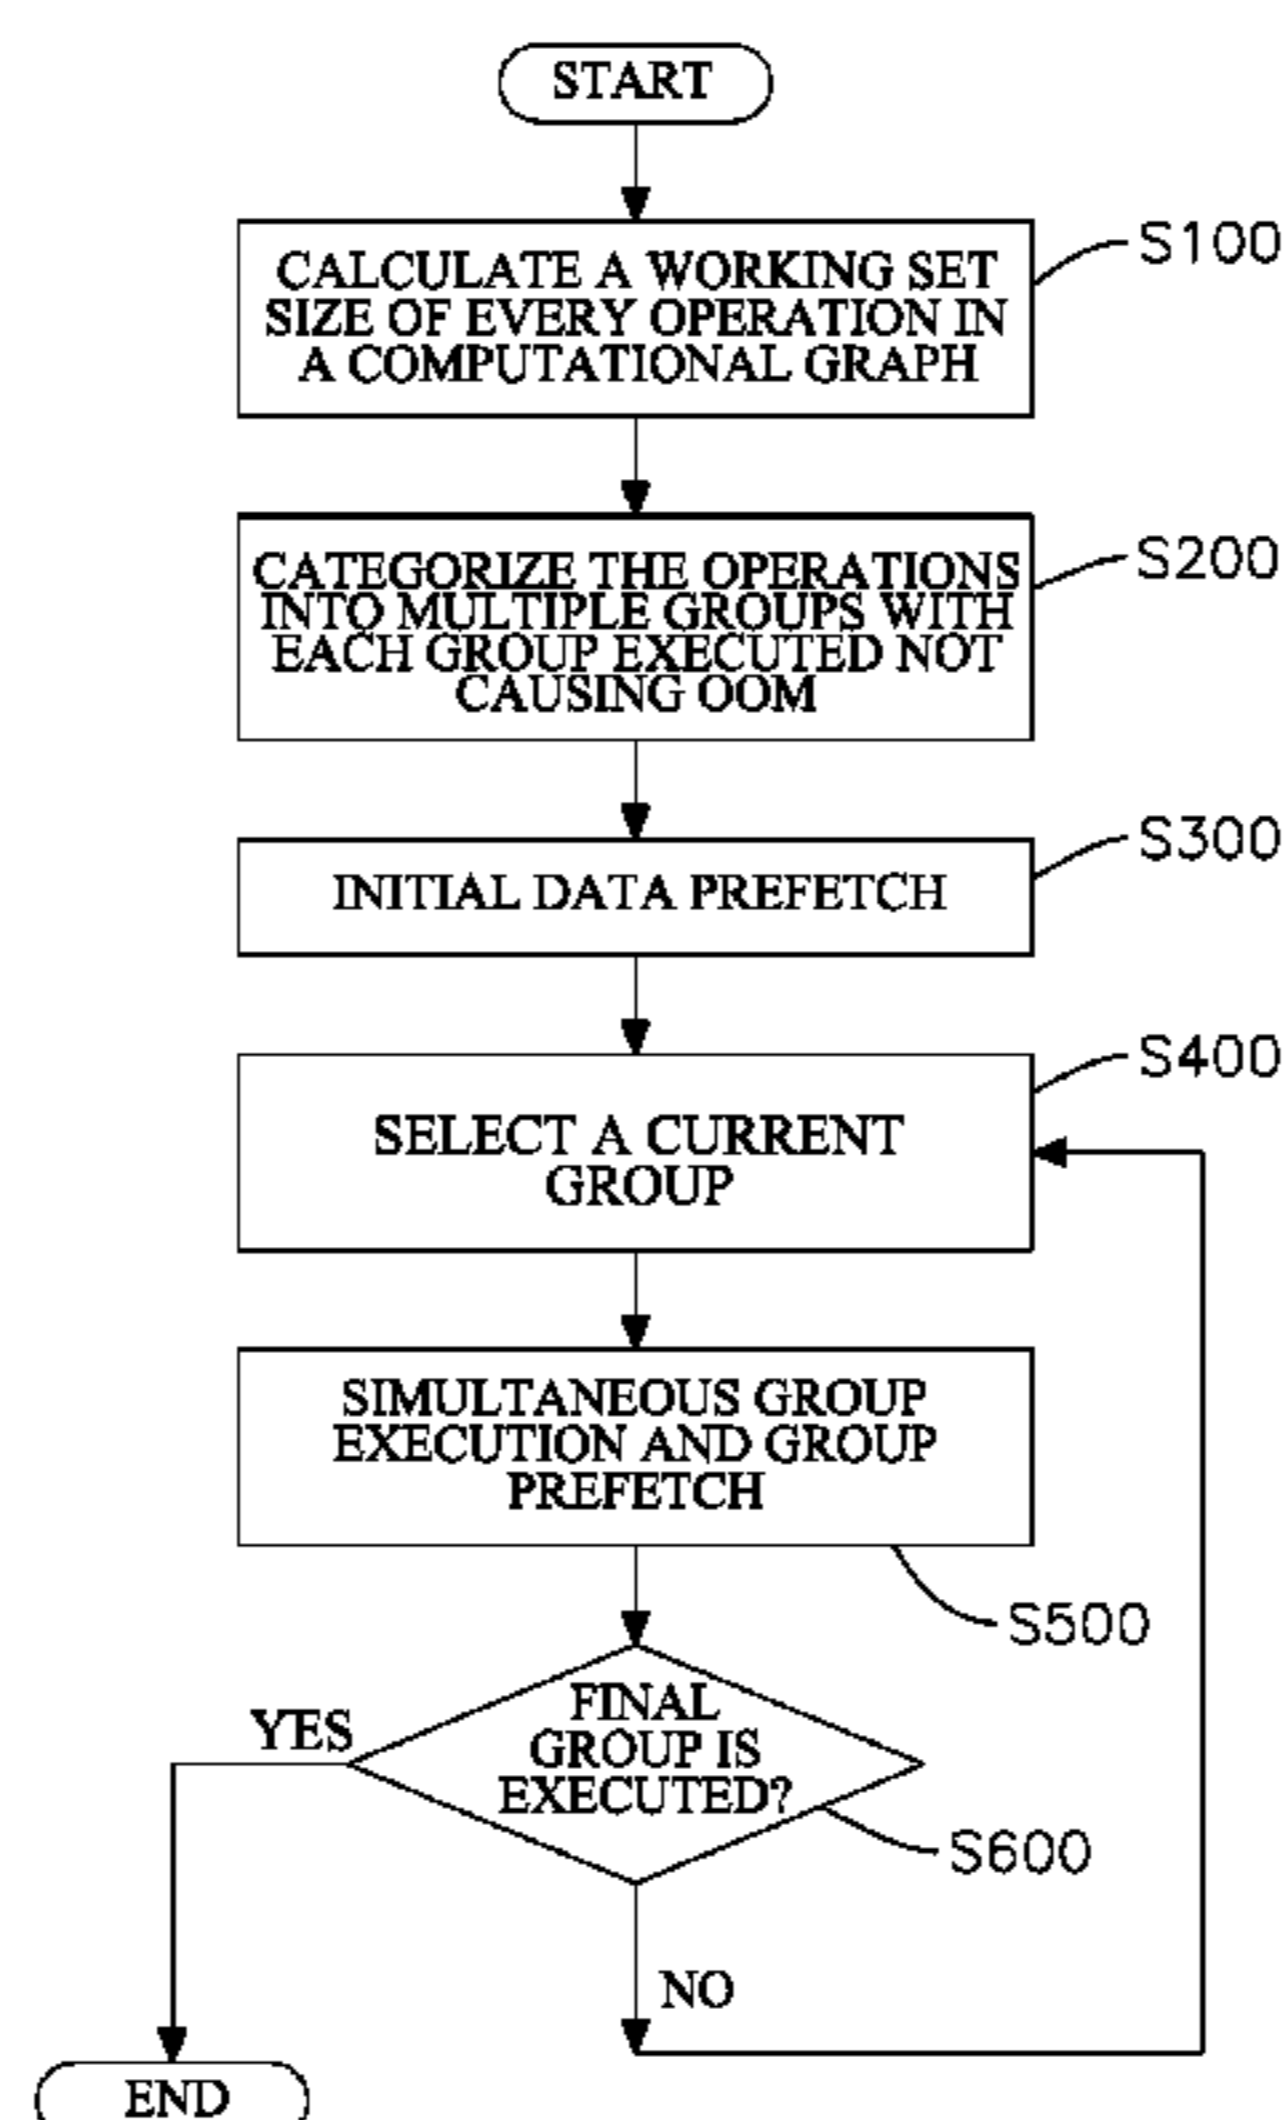 START
CALCULATE A WORKING SET
SIZE OF EVERY OPERATION IN
A COMPUTATIONAL GRAPH
S100
CATEGORIZE THE OPERATIONS
INTO MULTIPLE GROUPS WITH
EACH GROUP EXECUTED NOT
CAUSING OOM
S200
INITIAL DATA PREFETCH
S300
SELECT A CURRENT
GROUP
S400
SIMULTANEOUS GROUP
EXECUTION AND GROUP
PREFETCH
S500
FINAL
GROUP IS
EXECUTED?
S600
YES
NO
END